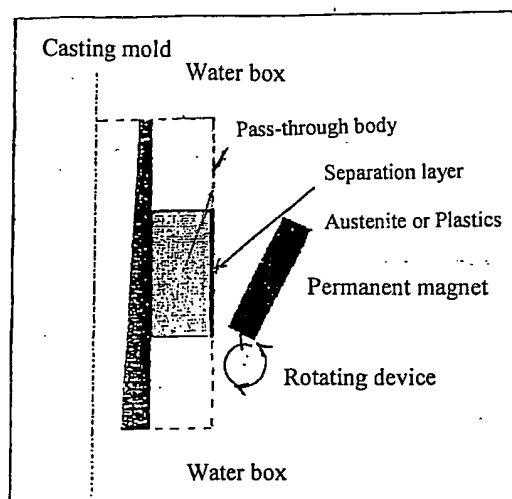 Casting mold
Water box
Pass-through body
Separation layer
Austenite or Plastics
Permanent magnet
Rotating device
Water box